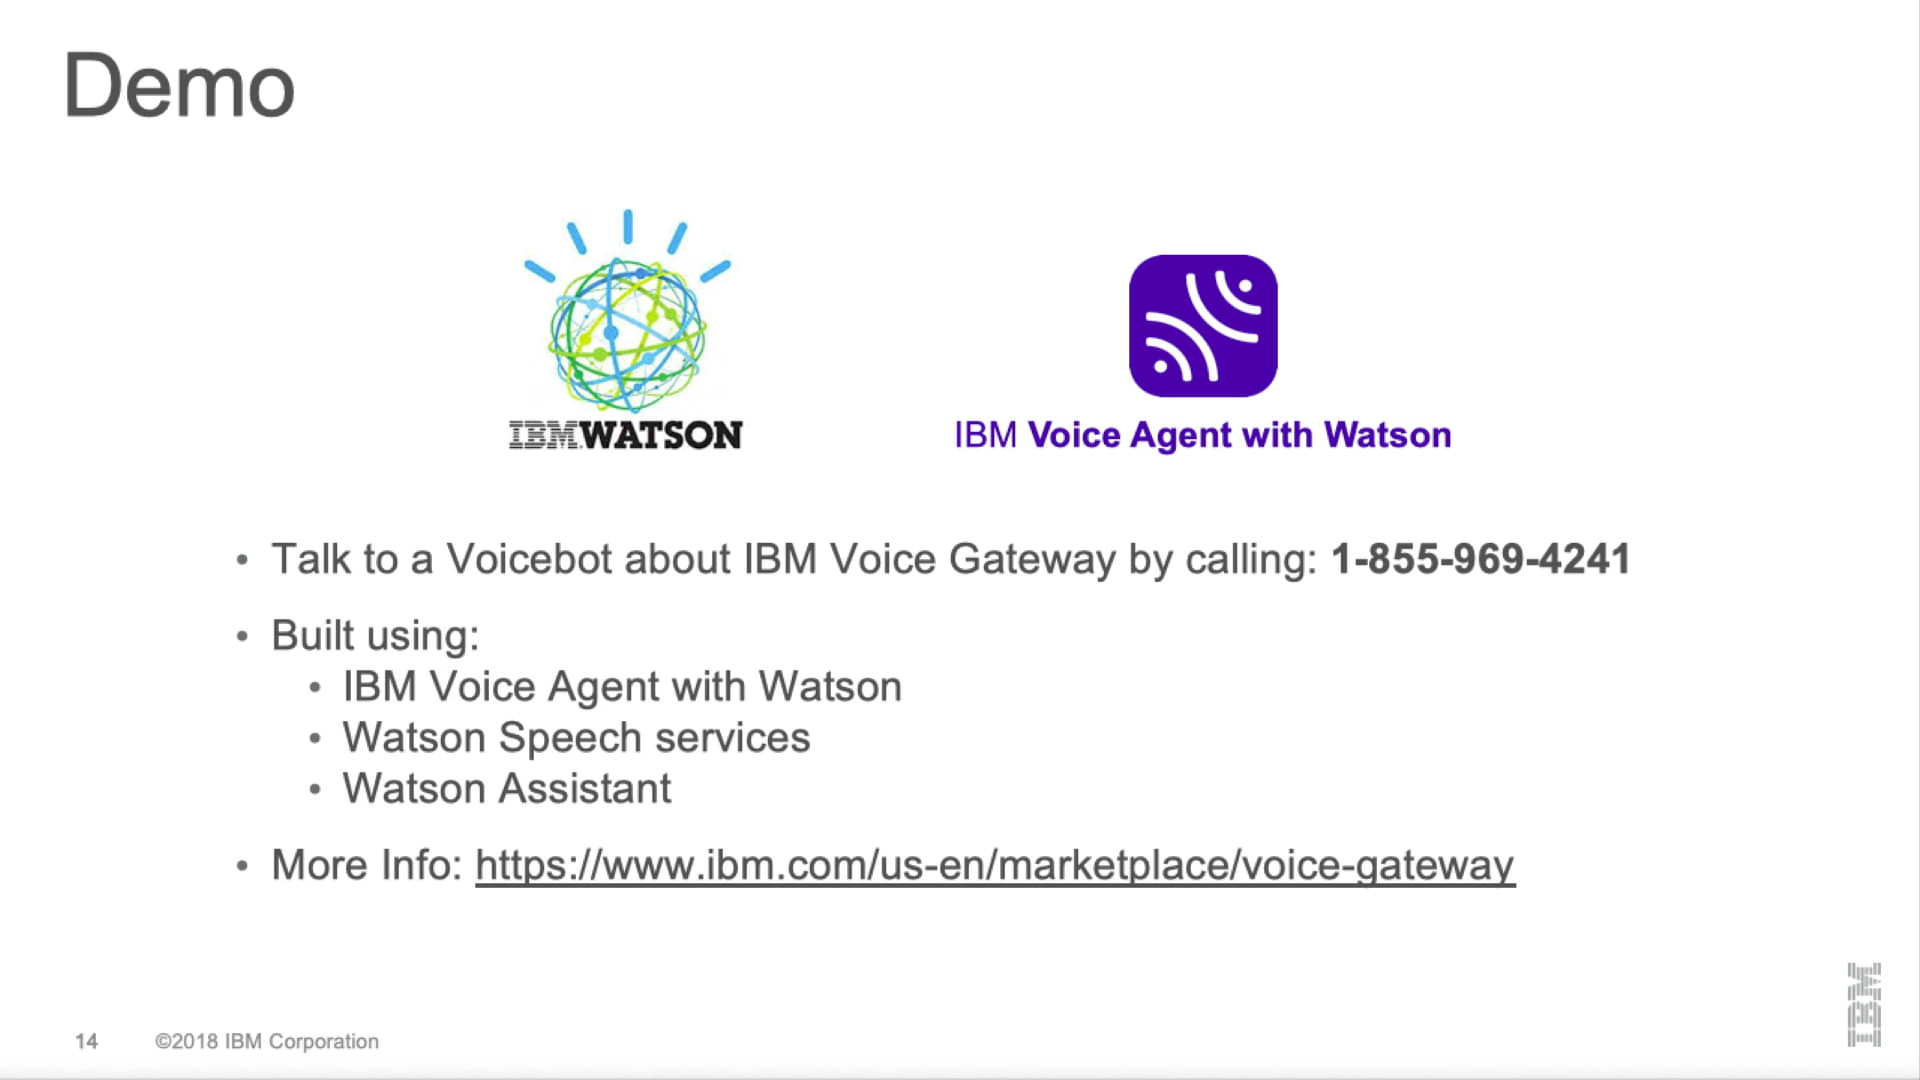 Demo
IBM WATSON
IBM Voice Agent with Watson
• Talk to a Voicebot about IBM Voice Gateway by calling: 1-855-969-4241
• Built using:
• IBM Voice Agent with Watson
• Watson Speech services
• Watson Assistant
• More Info: https://www.ibm.com/us-en/marketplace/voice-gateway
14 ©2018 IBM Corporation
IBM